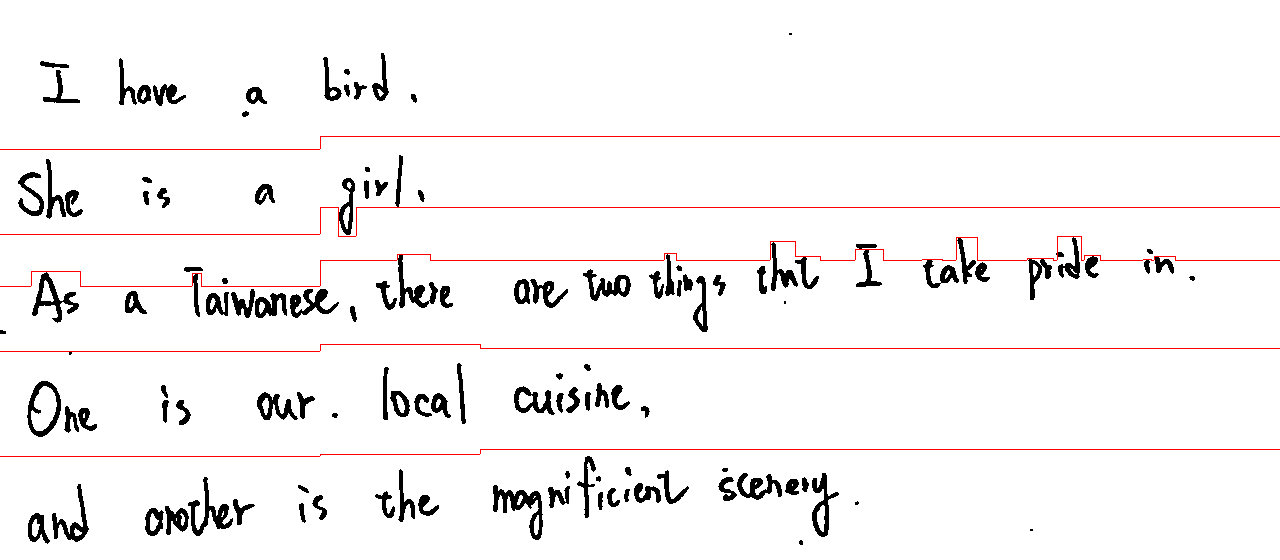 I have a bird.
She is a girl.
As a Taiwanese, there are two things that I take pride in.
One is our. local cuisine,
and another is the magnificient scenery.